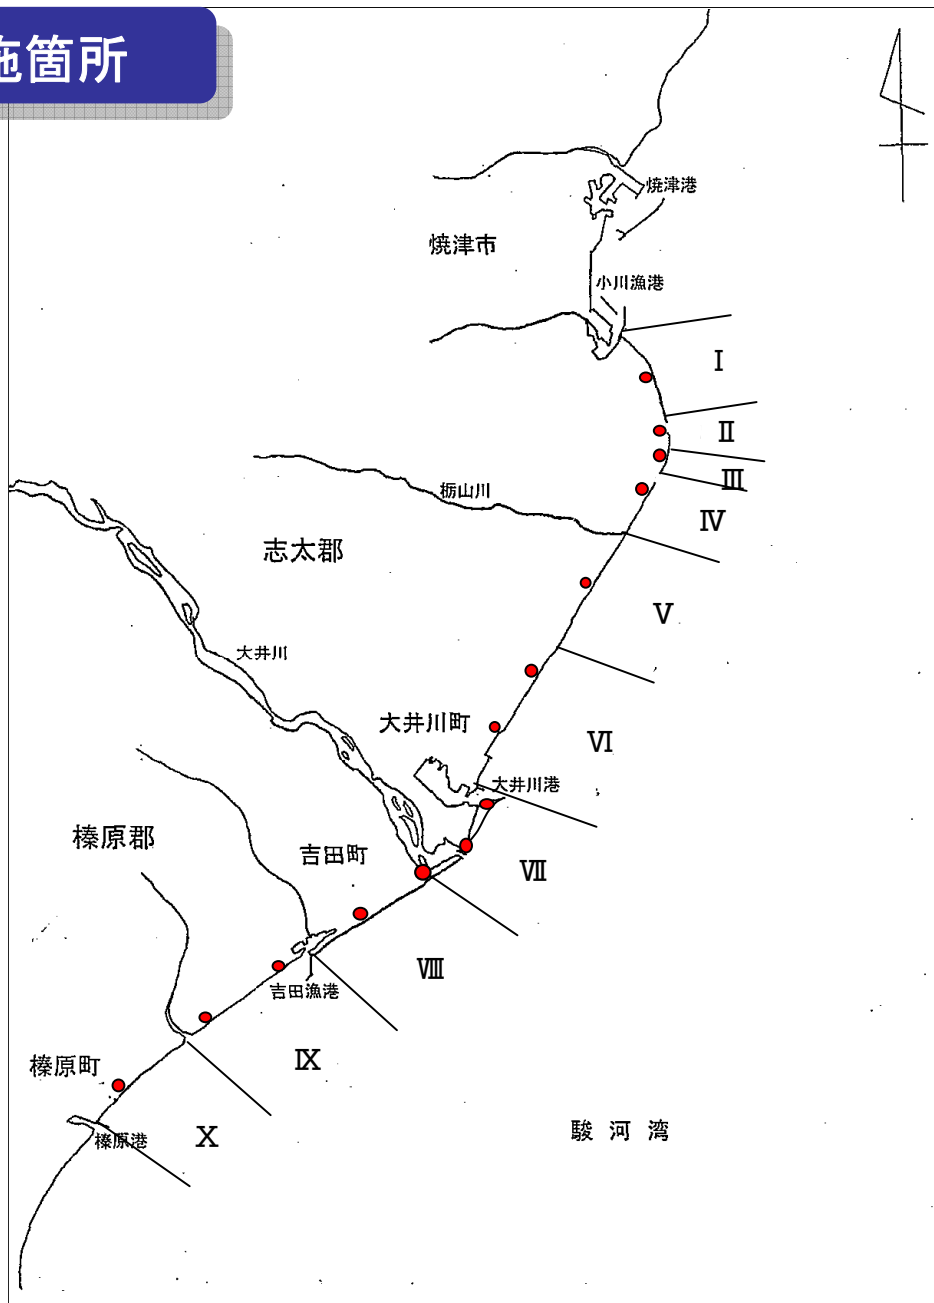 施箇所
焼津港
焼津市
小川漁港
Ⅰ
Ⅱ
Ⅲ
栃山川
Ⅳ
志太郡
Ⅴ
大井川
大井川町
Ⅵ
大井川港
榛原郡
吉田町
Ⅶ
Ⅷ
吉田漁港
Ⅸ
榛原町
榛原港
Ⅹ
駿河湾